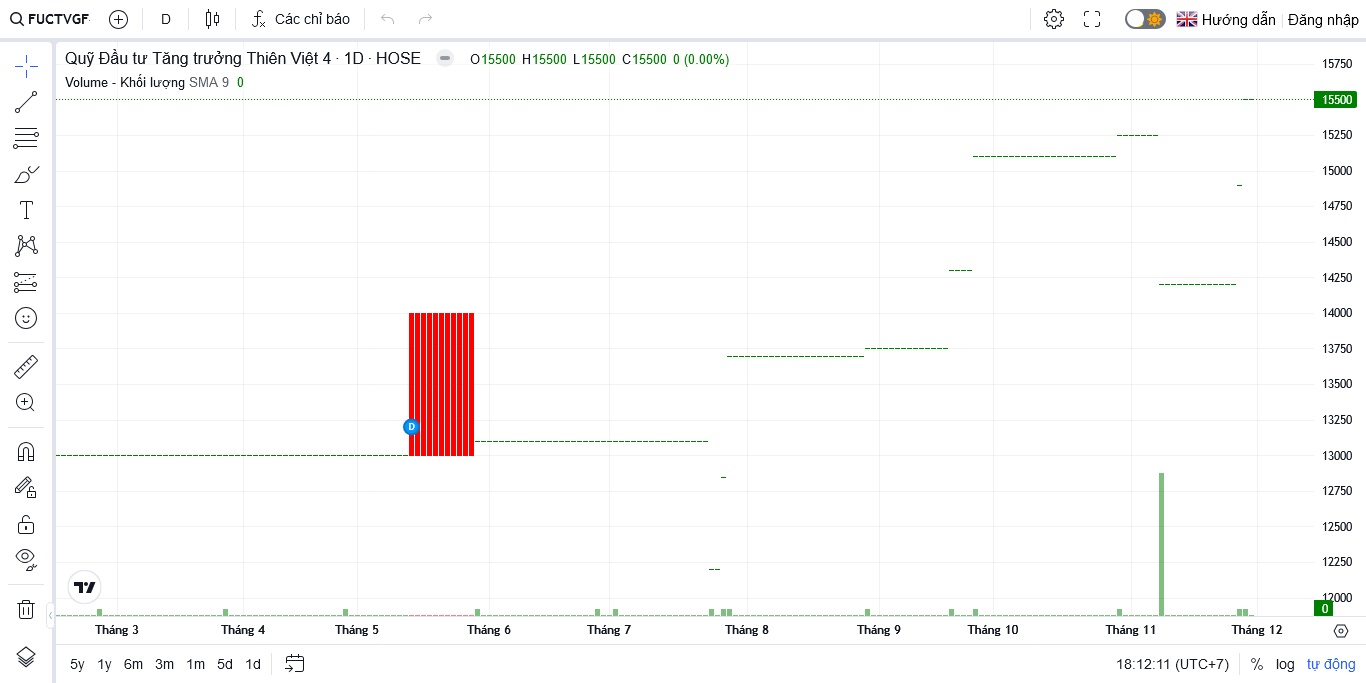 FUCTVGF D Các chỉ báo Hướng dẫn Đăng nhập
Quỹ Đầu tư Tăng trưởng Thiên Việt 4 · 1D · HOSE O15500 H15500 L15500 C15500 0 (0.00%)
Volume - Khối lượng SMA 9 0
15750
15500
15250
15000
14750
14500
14250
14000
13750
13500
13250
D
13000
12750
12500
12250
12000
0
Tháng 3 Tháng 4 Tháng 5 Tháng 6 Tháng 7 Tháng 8 Tháng 9 Tháng 10 Tháng 11 Tháng 12
5y 1y 6m 3m 1m 5d 1d 18:12:11 (UTC+7) % log tự động